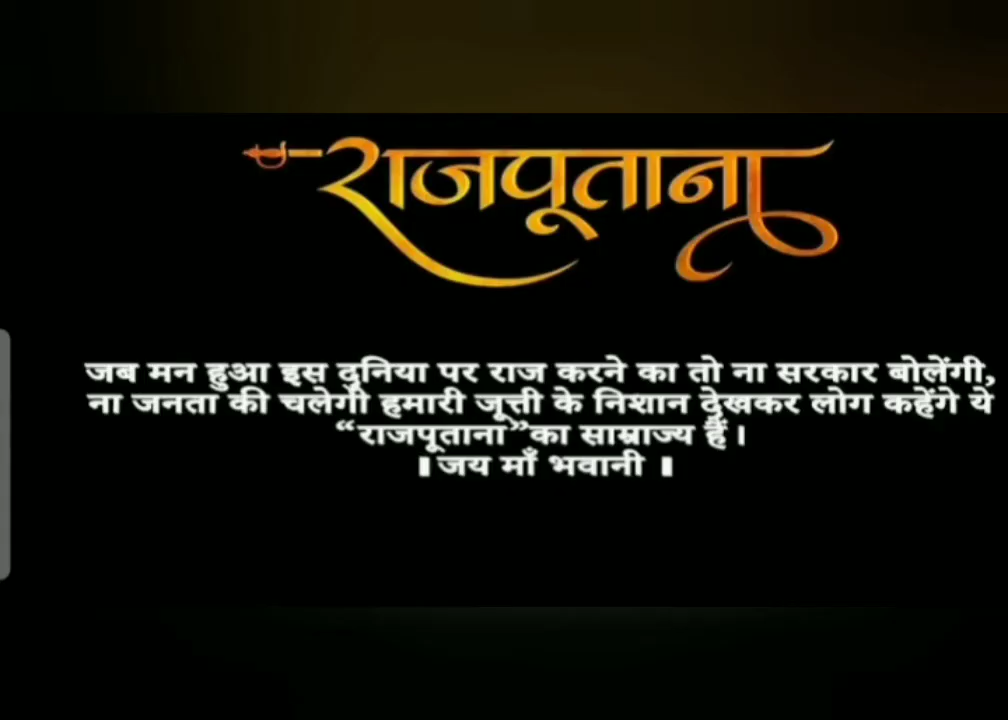 राजपूताना
जब मन हुआ इस दुनिया पर राज करने का तो ना सरकार बोलेंगी,
ना जनता की चलेगी हमारी जूत्ती के निशान देखकर लोग कहेंगे ये
“राजपूताना”का साम्राज्य हैं।
▮जय माँ भवानी ▮